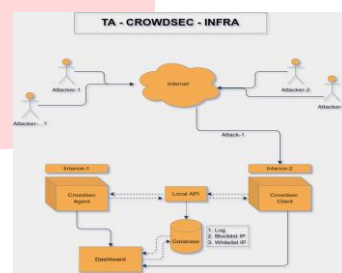 TA - CROWDSEC - INFRA
Attacker-1
Internet
Attacker-2
Attacker-
Attacker-... ?
Attack-1
Intance-1
Intance-2
Crowdsec
Agent
Local API
Crowdsec
Client
Database
1. Log
2. Blocklist IP
3. Whitelist IP
Dashboard